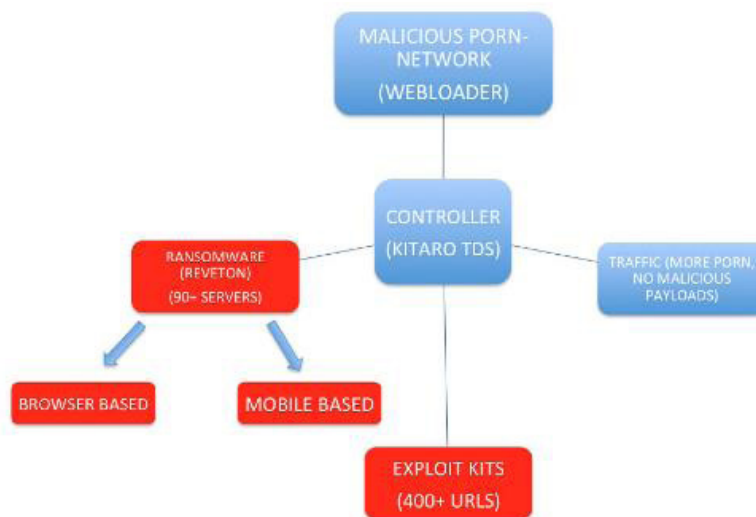 MALICIOUS PORN-
NETWORK
(WEBLOADER)
CONTROLLER
(KITARO TDS)
RANSOMWARE
(REVETON)
(90+ SERVERS)
TRAFFIC (MORE PORN,
NO MALICIOUS
PAYLOADS)
BROWSER BASED
MOBILE BASED
EXPLOIT KITS
(400+ URLS)